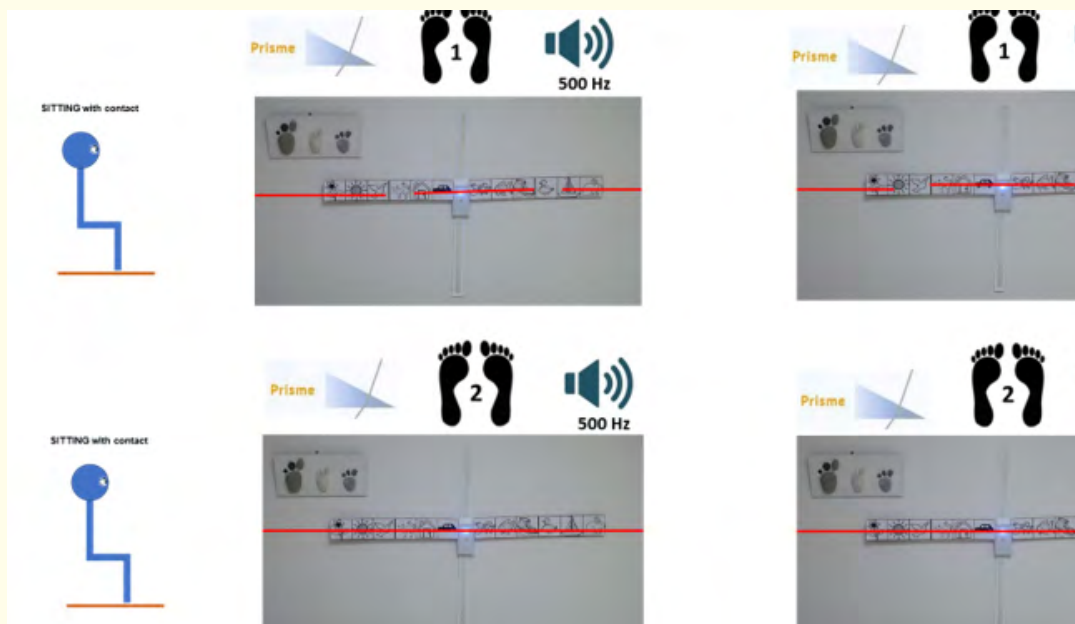 Prisme
1
500 Hz
Prisme
1
SITTING with contact
Prisme
2
500 Hz
Prisme
2
SITTING with contact